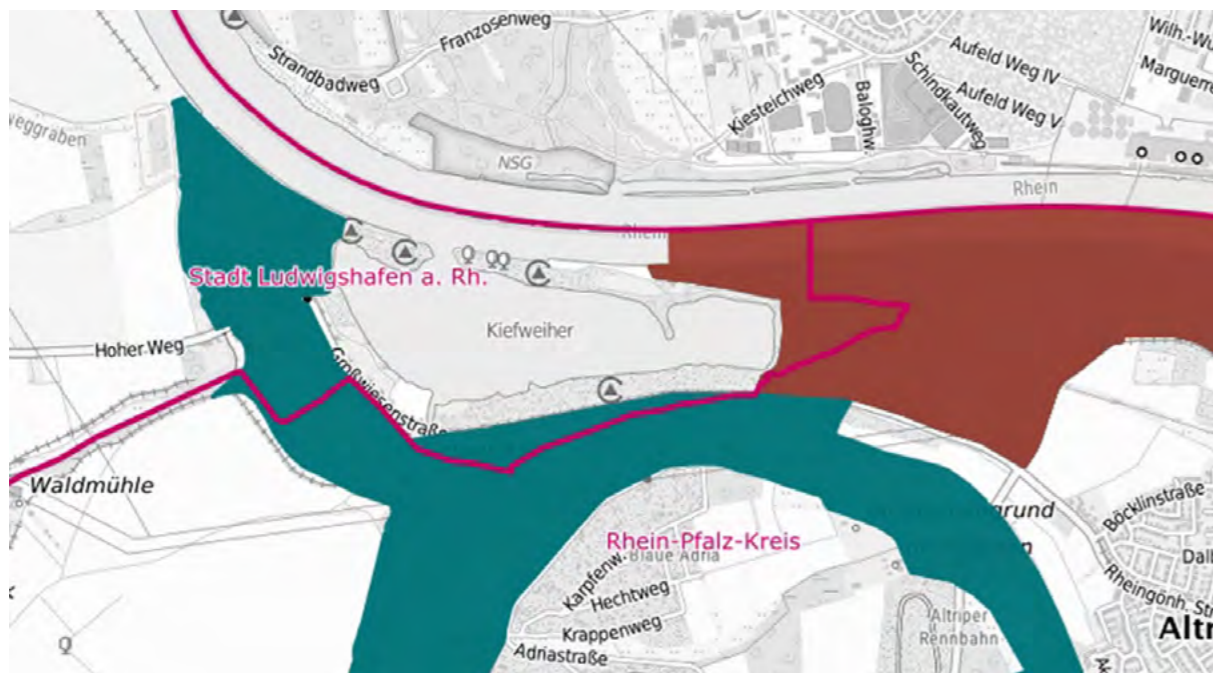 Franzosenweg
Strandbadweg
Aufeld Weg IV
Aufeld Weg V
Wilh.-Wu
Marguerre
Schindkautweg
Kiesteichweg
Baloghw.
weggraben
NSG
Rhein
Rhein
Stadt Ludwigshafen a. Rh.
Kiefweiher
Hoher Weg
Großwiesenstraße
Waldmühle
Rhein-Pfalz-Kreis
Blaue Adria
Karpfenw.
Hechtweg
Krappenweg
Adriastraße
Altriper
Rennbahn
Böcklinstraße
Dalb
Rheingönh. Str
Altr